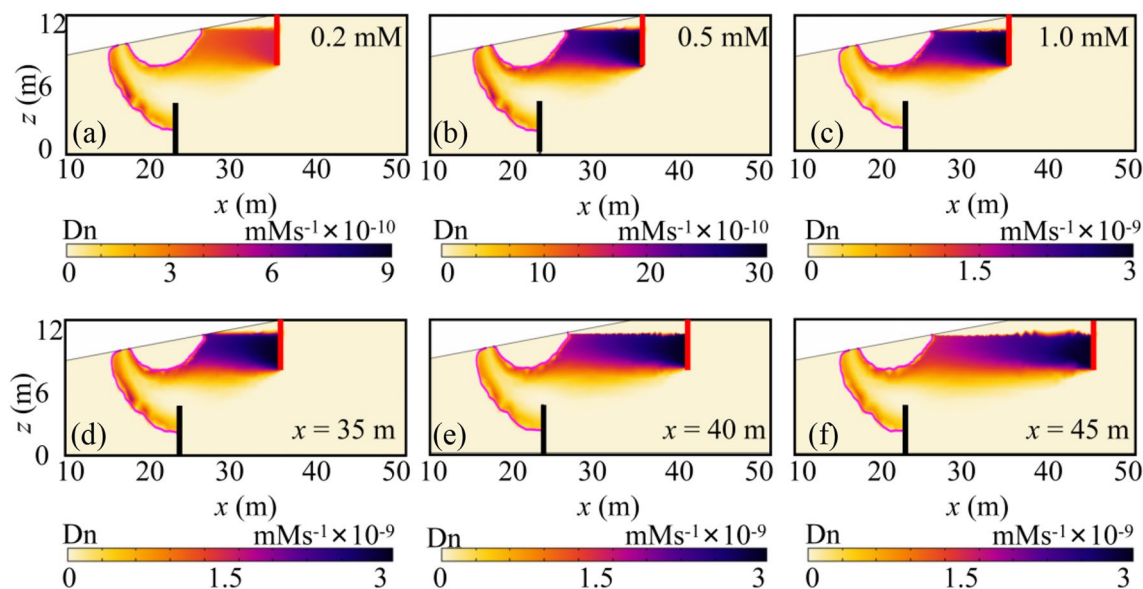 12 0.2 mM 0.5 mM 1.0 mM
z (m) 6
0 (a) (b) (c)
10 20 30 40 50 10 20 30 40 50 10 20 30 40 50
x (m) x (m) x (m)
Dn mMs⁻¹×10⁻¹⁰ Dn mMs⁻¹×10⁻¹⁰ Dn mMs⁻¹×10⁻⁹
0 3 6 9 0 10 20 30 0 1.5 3
12
z (m) 6
0 (d) x = 35 m (e) x = 40 m (f) x = 45 m
10 20 30 40 50 10 20 30 40 50 10 20 30 40 50
x (m) x (m) x (m)
Dn mMs⁻¹×10⁻⁹ Dn mMs⁻¹×10⁻⁹ Dn mMs⁻¹×10⁻⁹
0 1.5 3 0 1.5 3 0 1.5 3